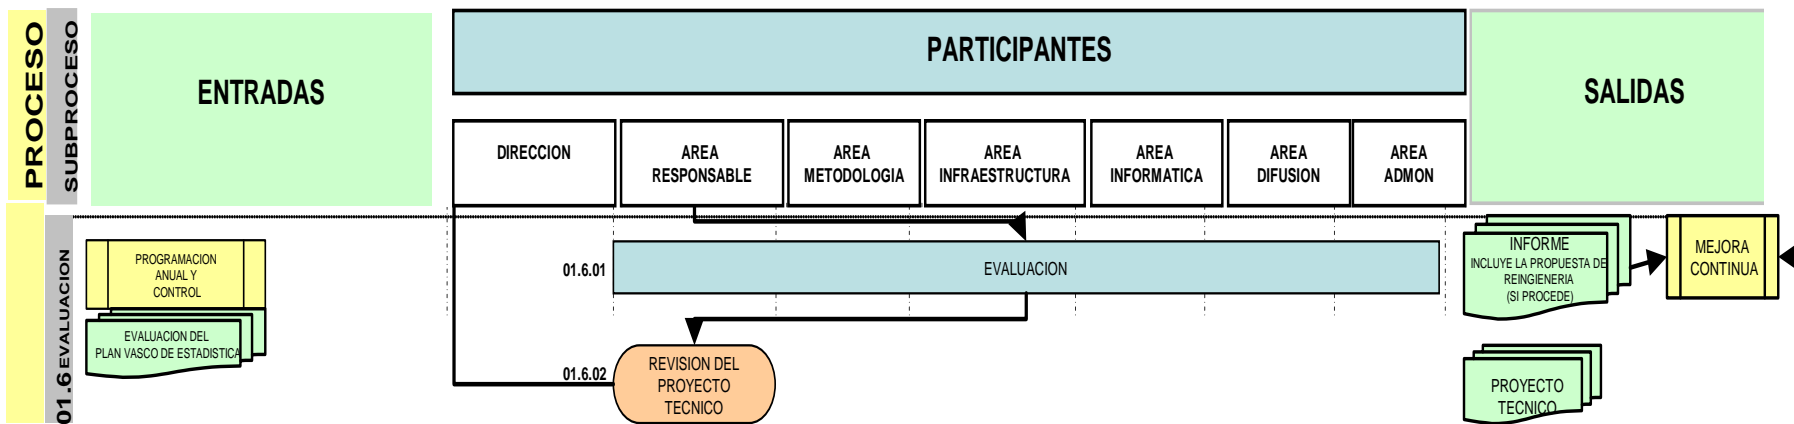 PROCESO
SUBPROCESO
ENTRADAS
PARTICIPANTES
SALIDAS
DIRECCION
AREA
RESPONSABLE
AREA
METODOLOGIA
AREA
INFRAESTRUCTURA
AREA
INFORMATICA
AREA
DIFUSION
AREA
ADMON
01.6 EVALUACION
PROGRAMACION
ANUAL Y
CONTROL
EVALUACION DEL
PLAN VASCO DE ESTADISTICA
01.6.01
EVALUACION
INFORME
INCLUYE LA PROPUESTA DE
REINGIENERIA
(SI PROCEDE)
MEJORA
CONTINUA
01.6.02
REVISION DEL
PROYECTO
TECNICO
PROYECTO
TECNICO